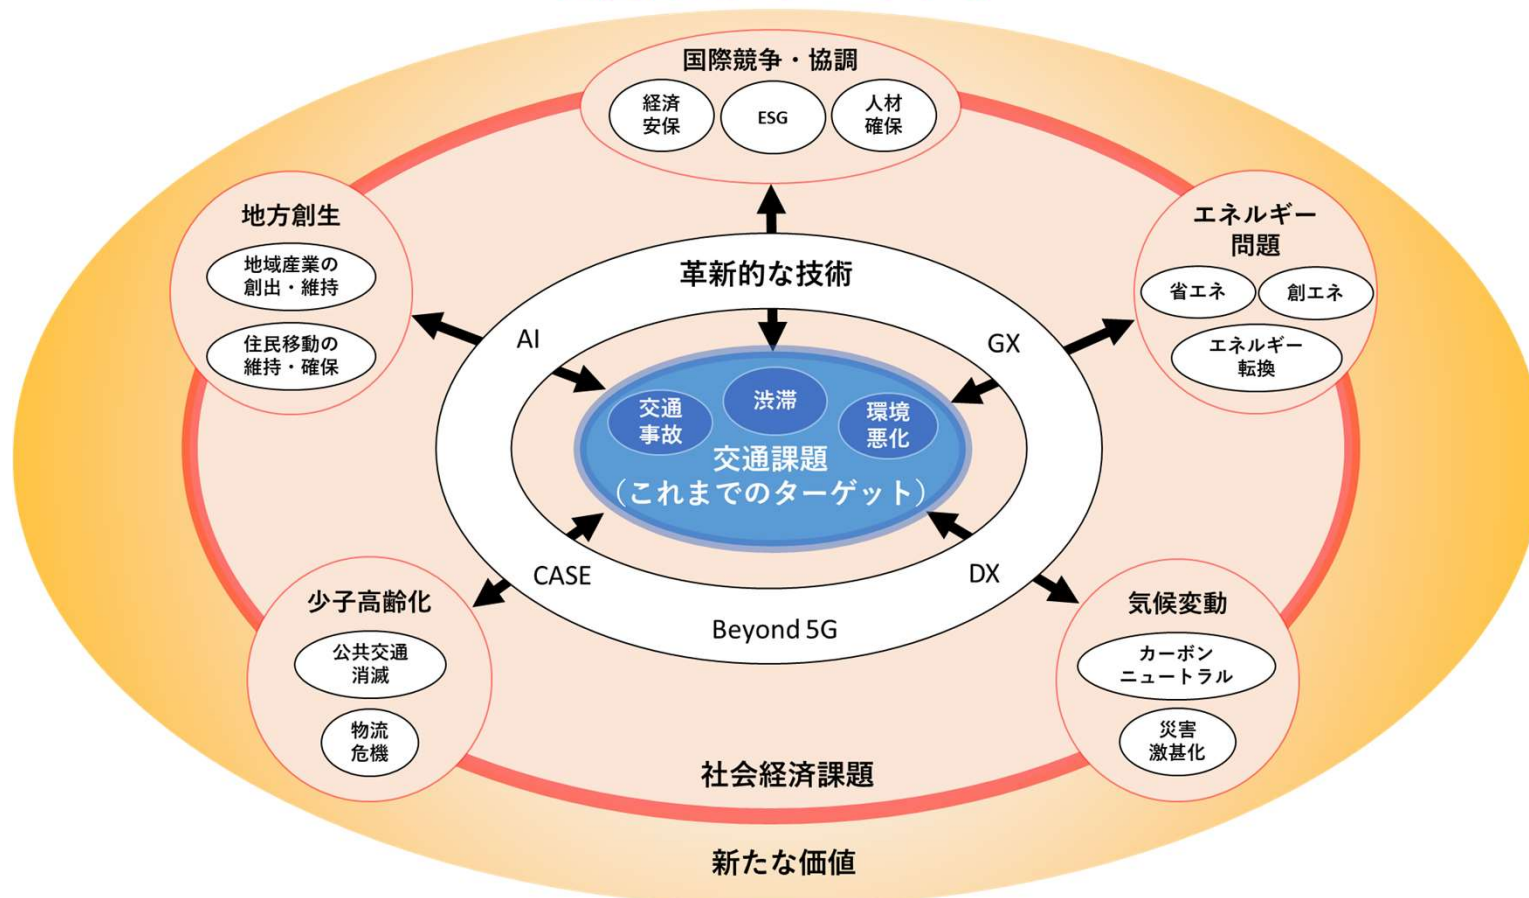 国際競争・協調
経済
安保
ESG
人材
確保
地方創生
地域産業の
創出・維持
住民移動の
維持・確保
エネルギー
問題
省エネ
創エネ
エネルギー
転換
革新的な技術
AI
GX
交通
事故
渋滞
環境
悪化
交通課題
（これまでのターゲット）
CASE
DX
Beyond 5G
少子高齢化
公共交通
消滅
物流
危機
気候変動
カーボン
ニュートラル
災害
激甚化
社会経済課題
新たな価値